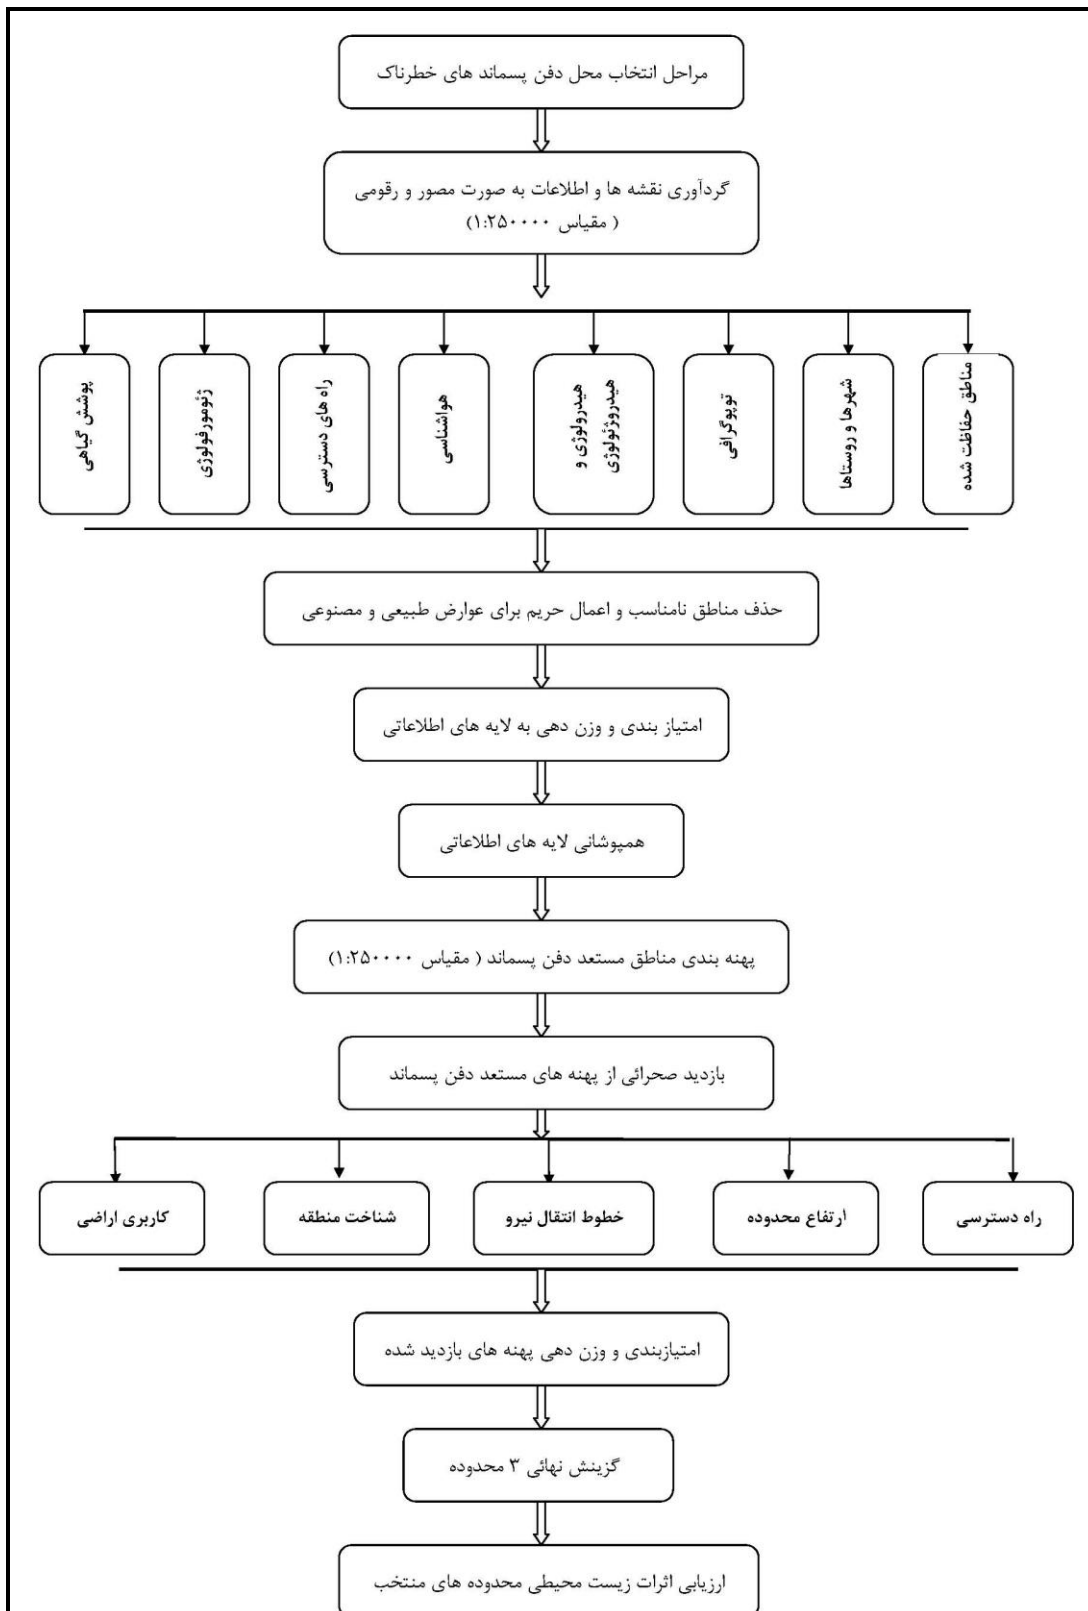 مراحل انتخاب محل دفن پسماند های خطرناک
گردآوری نقشه ها و اطلاعات به صورت مصور و رقومی
( مقیاس ۱:۲۵۰۰۰۰)
مناطق حفاظت شده
شهرها و روستاها
توپوگرافی
هیدرولوژی و
هیدروژئولوژی
هواشناسی
راه های دسترسی
ژئومورفولوژی
پوشش گیاهی
حذف مناطق نامناسب و اعمال حریم برای عوارض طبیعی و مصنوعی
امتیاز بندی و وزن دهی به لایه های اطلاعاتی
همپوشانی لایه های اطلاعاتی
پهنه بندی مناطق مستعد دفن پسماند ( مقیاس ۱:۲۵۰۰۰۰)
بازدید صحرائی از پهنه های مستعد دفن پسماند
راه دسترسی
ارتفاع محدوده
خطوط انتقال نیرو
شناخت منطقه
کاربری اراضی
امتیازبندی و وزن دهی پهنه های بازدید شده
گزینش نهائی ۳ محدوده
ارزیابی اثرات زیست محیطی محدوده های منتخب